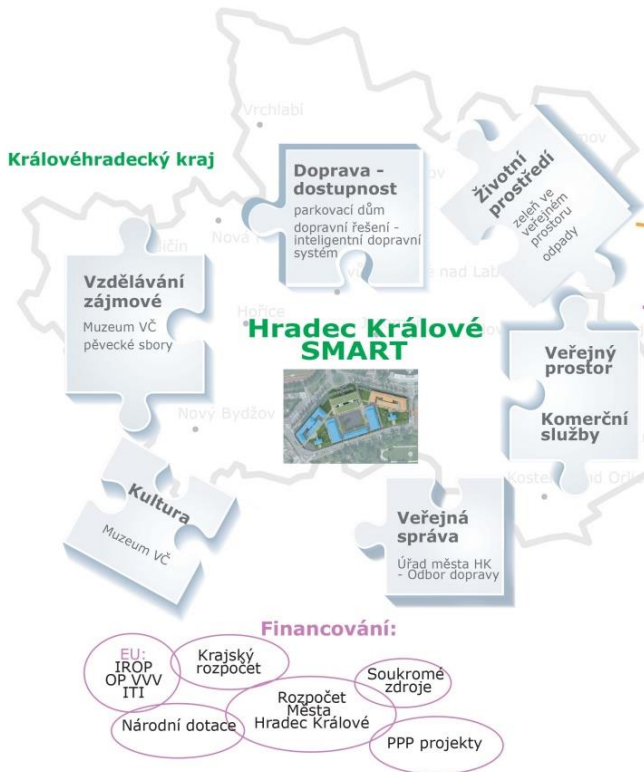 Vrchlabí
Královéhradecký kraj
Doprava -
dostupnost
parkovací dům
dopravní řešení -
inteligentní dopravní
systém
Životní
prostředí
zeleň ve
veřejném
prostoru
odpady
Vzdělávání
zájmové
Muzeum VČ
pěvecké sbory
Nová
nad Lab
Hořice
Hradec Králové
SMART
Veřejný
prostor
Komerční
služby
Nový Bydžov
Kultura
Muzeum VČ
Veřejná
správa
Úřad města HK
- Odbor dopravy
Financování:
EU:
IROP
OP VVV
ITI
Krajský
rozpočet
Soukromé
zdroje
Rozpočet
Města
Hradec Králové
Národní dotace
PPP projekty